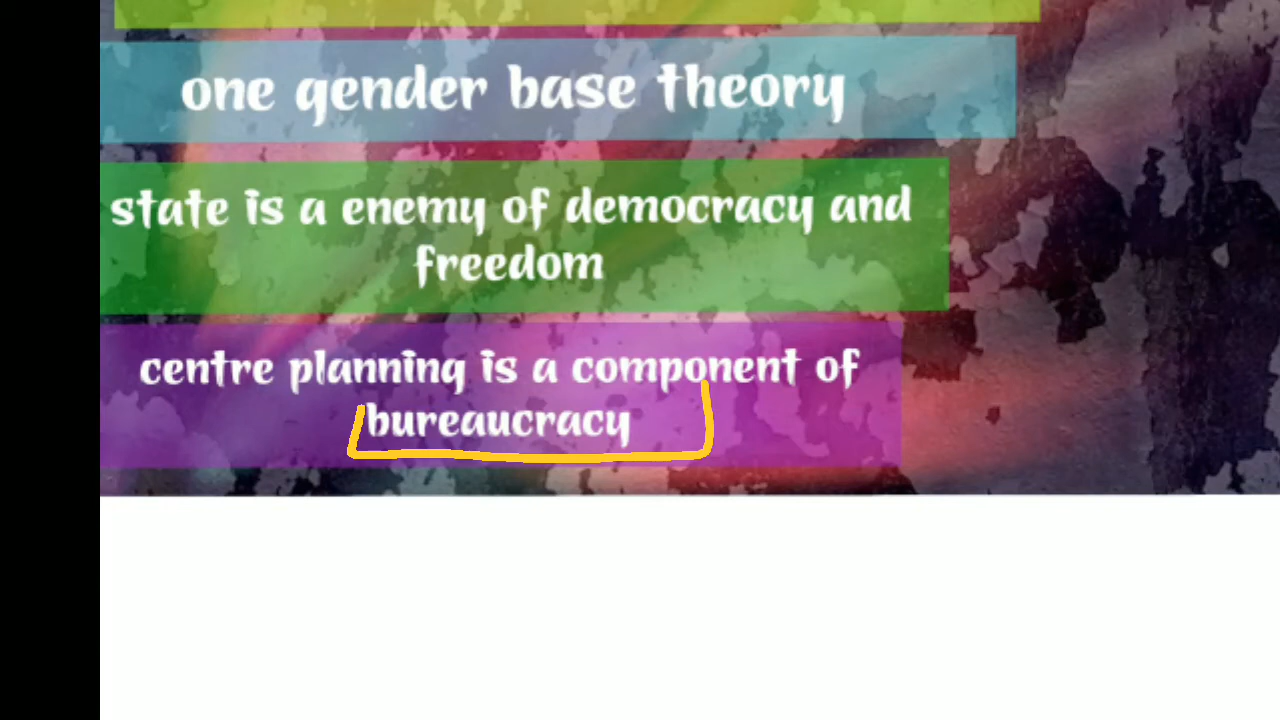 one gender base theory
state is a enemy of democracy and
freedom
centre planning is a component of
bureaucracy